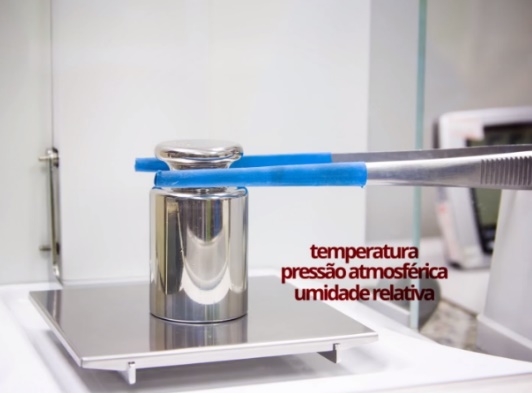 temperatura
pressão atmosférica
umidade relativa